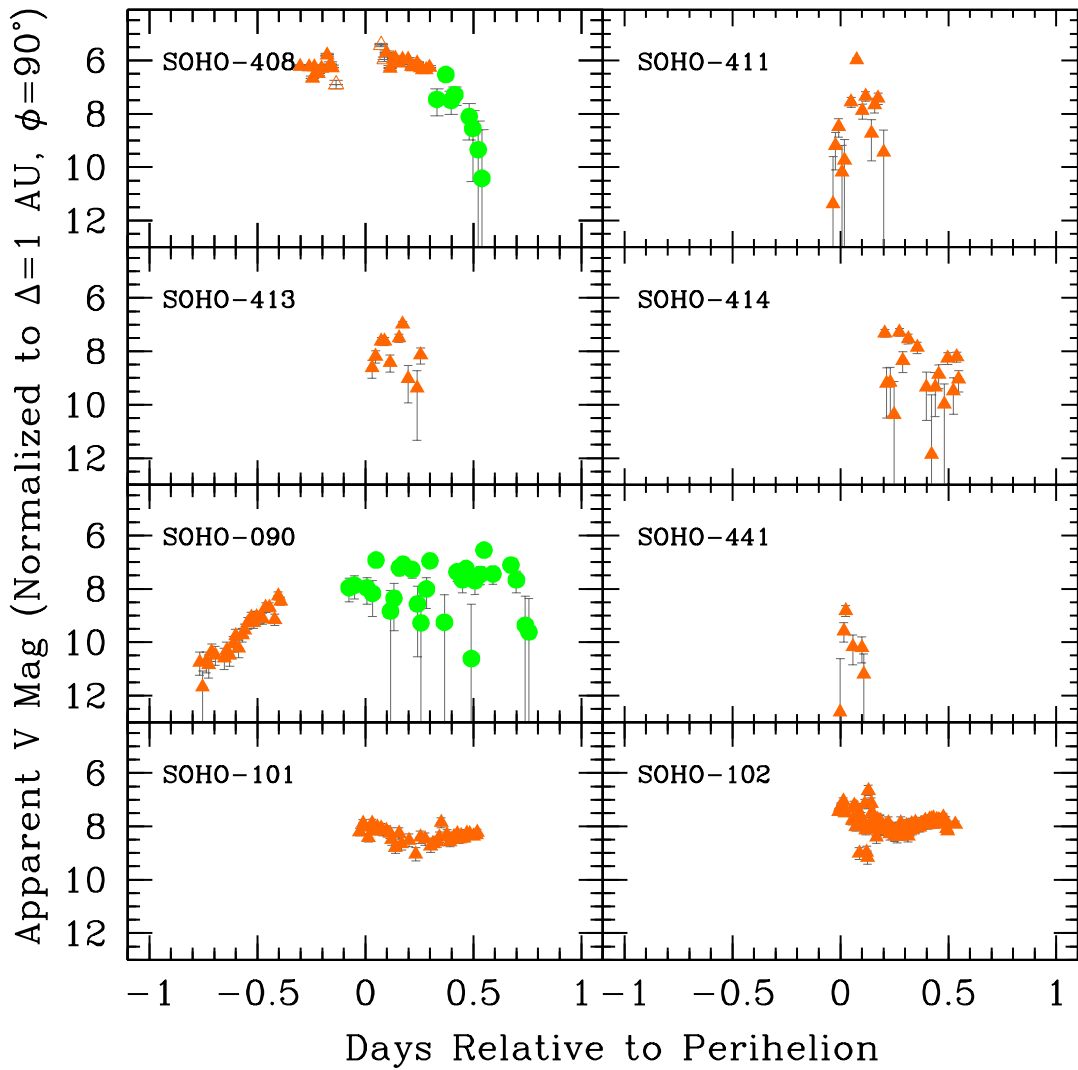 Apparent V Mag (Normalized to Δ=1 AU, ϕ=90°)
SOHO-408
SOHO-411
6
8
10
12
SOHO-413
SOHO-414
6
8
10
12
SOHO-090
SOHO-441
6
8
10
12
SOHO-101
SOHO-102
6
8
10
12
−1 −0.5 0 0.5 1 −1 −0.5 0 0.5 1
Days Relative to Perihelion